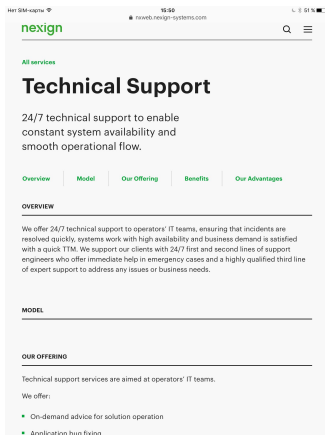 Нет SIM-карты 15:50 51 %
nxweb.nexign-systems.com
nexign
All services
Technical Support
24/7 technical support to enable
constant system availability and
smooth operational flow.
Overview Model Our Offering Benefits Our Advantages
OVERVIEW
We offer 24/7 technical support to operators' IT teams, ensuring that incidents are
resolved quickly, systems work with high availability and business demand is satisfied
with a quick TTM. We support our clients with 24/7 first and second lines of support
engineers who offer immediate help in emergency cases and a highly qualified third line
of expert support to address any issues or business needs.
MODEL
OUR OFFERING
Technical support services are aimed at operators' IT teams.
We offer:
On-demand advice for solution operation
Application bug fixing